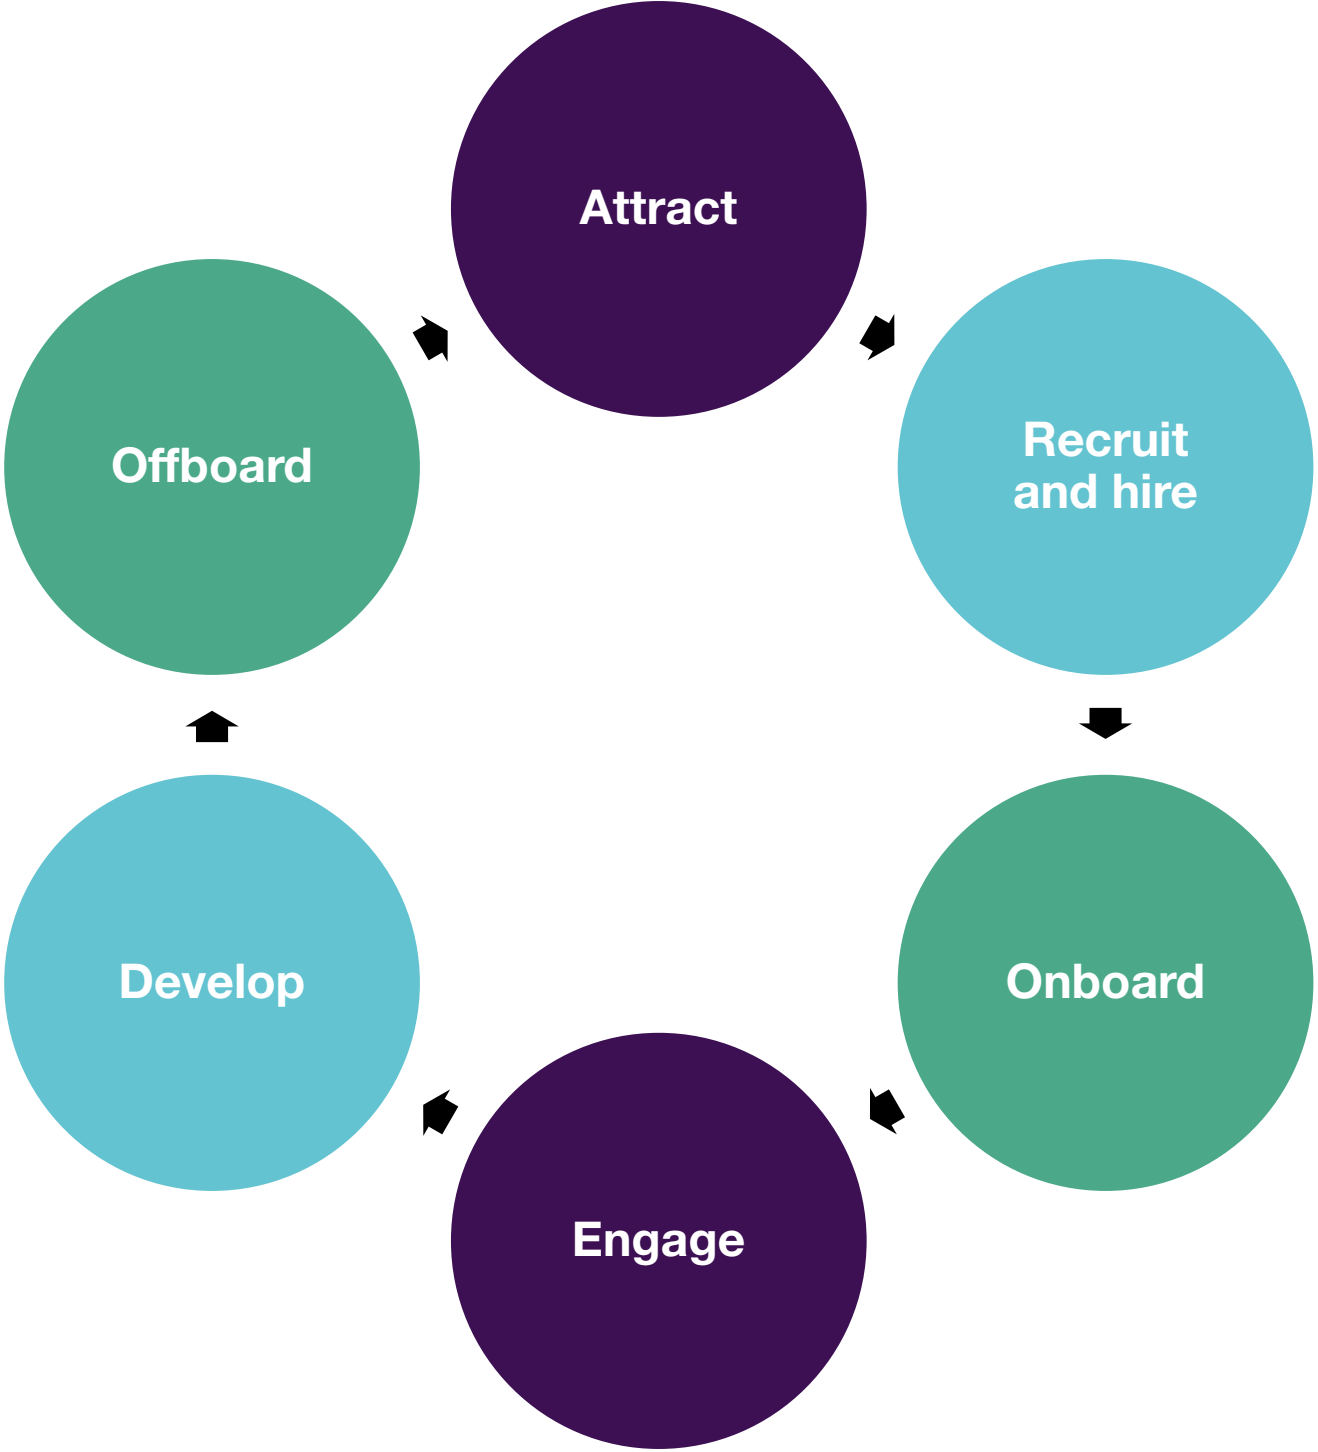 Attract
Recruit
and hire
Onboard
Engage
Develop
Offboard